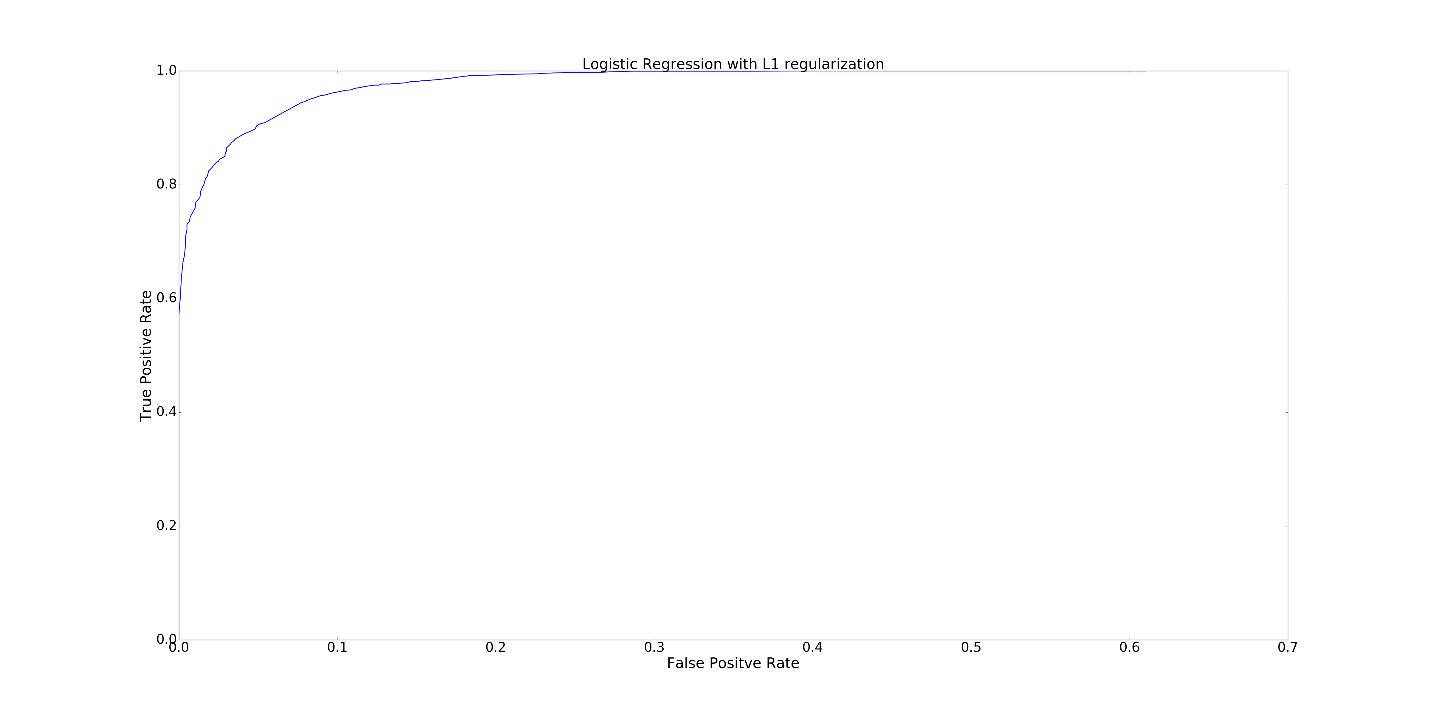 Logistic Regression with L1 regularization
1.0
0.8
0.6
0.4
0.2
0.0
True Positive Rate
0.0 0.1 0.2 0.3 0.4 0.5 0.6 0.7
False Positve Rate